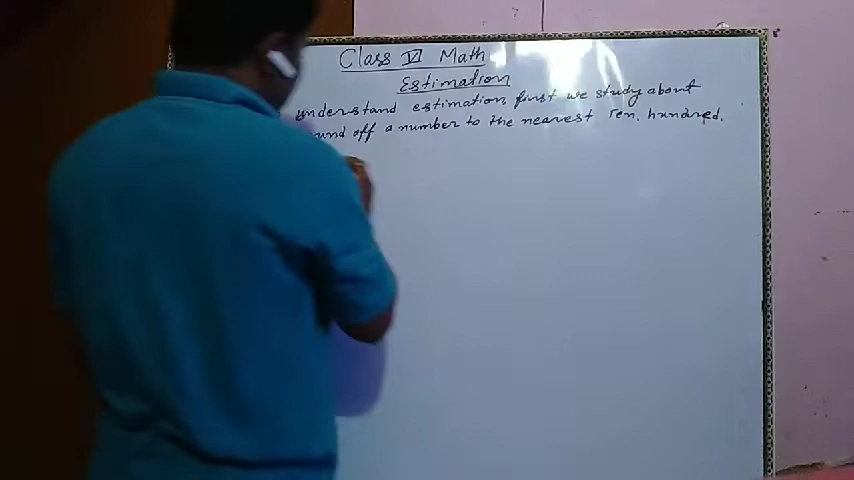 Class VI Math
Estimation
understand estimation, first we study about
off a number to the nearest Ten, hundred,